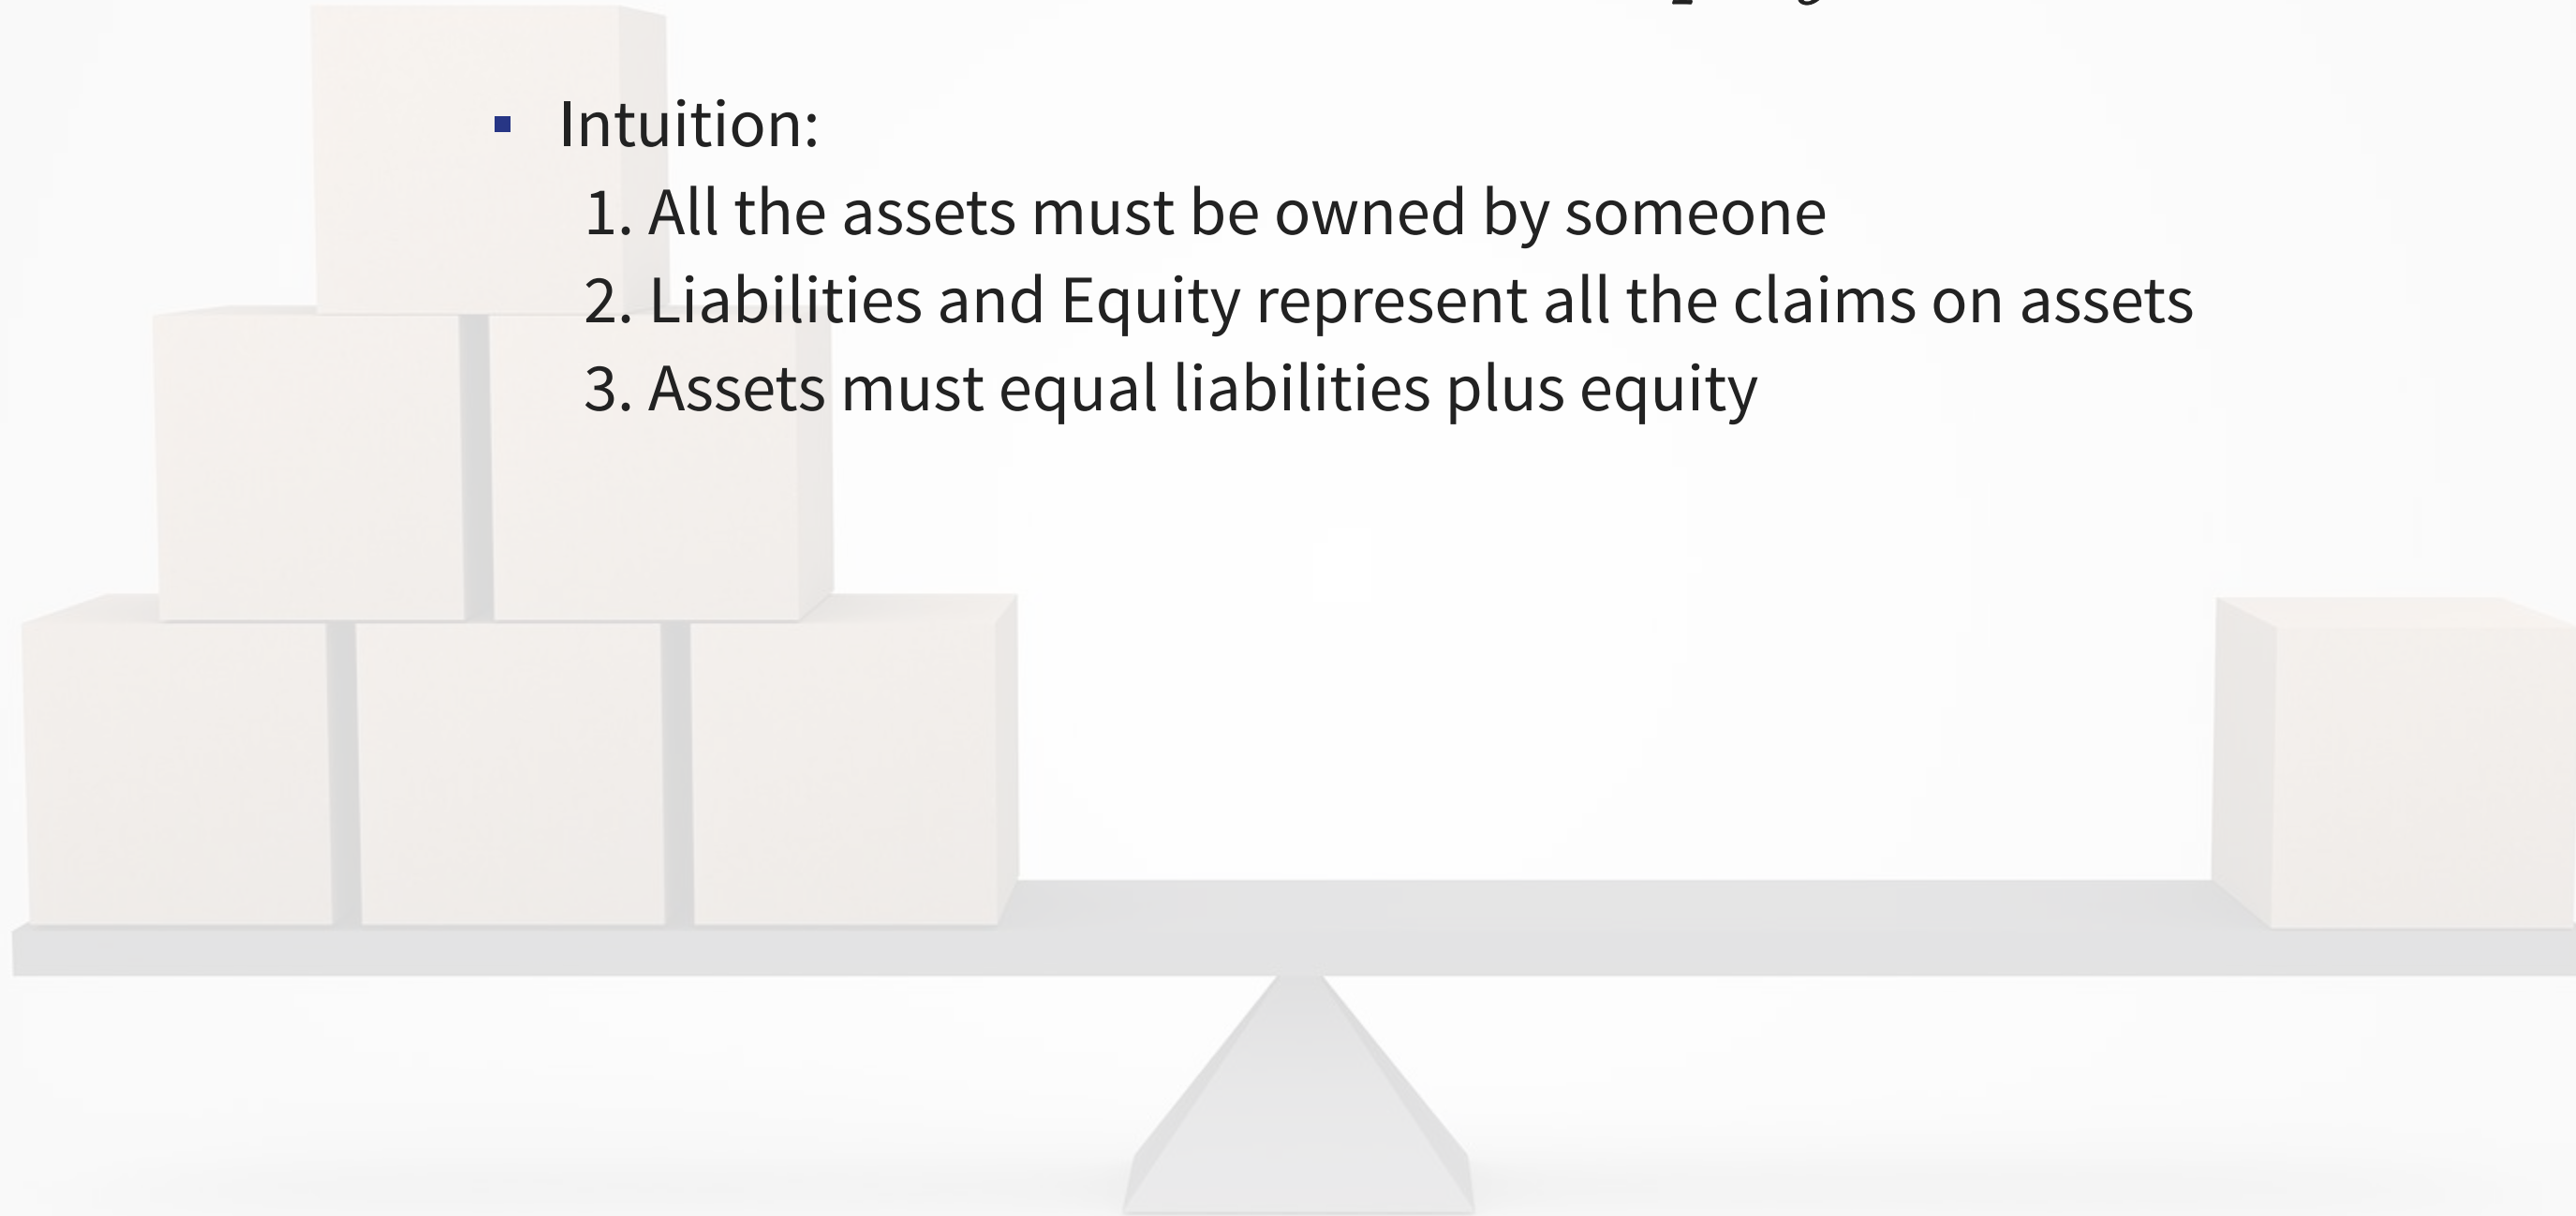 ▪ Intuition:
1. All the assets must be owned by someone
2. Liabilities and Equity represent all the claims on assets
3. Assets must equal liabilities plus equity